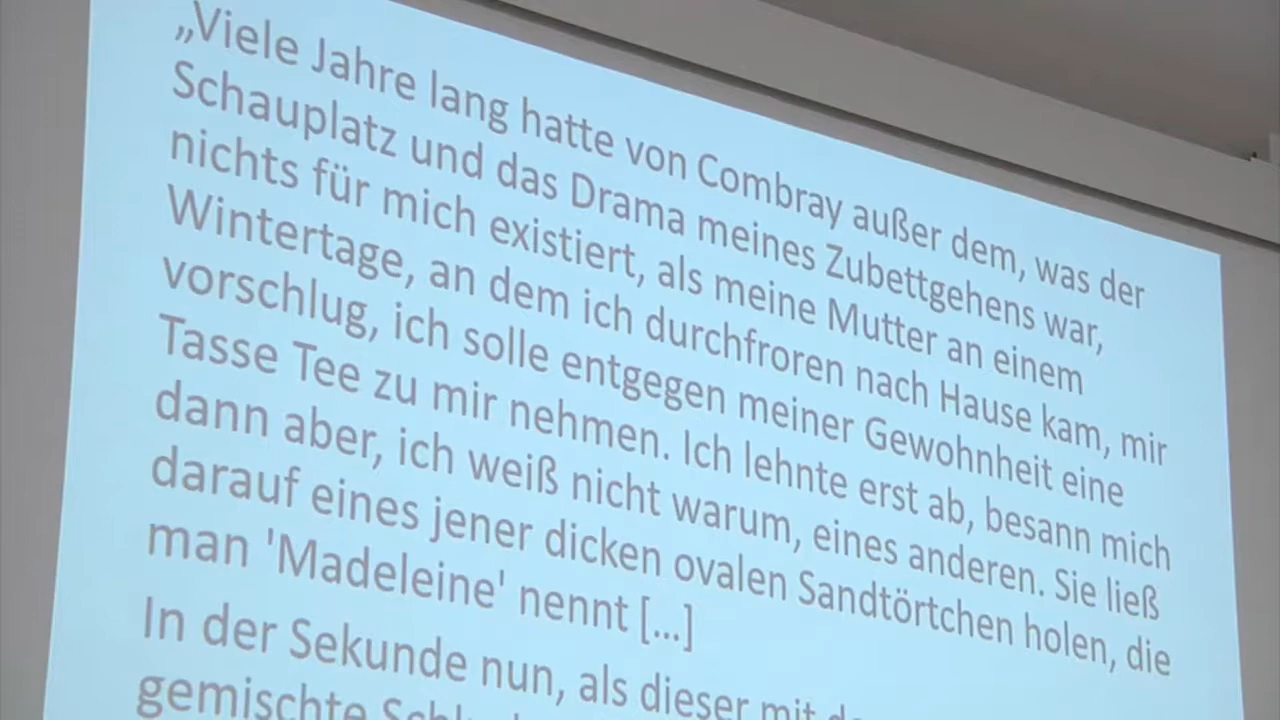 „Viele Jahre lang hatte von Combray außer dem, was der
Schauplatz und das Drama meines Zubettgehens war,
nichts für mich existiert, als meine Mutter an einem
Wintertage, an dem ich durchfroren nach Hause kam, mir
vorschlug, ich solle entgegen meiner Gewohnheit eine
Tasse Tee zu mir nehmen. Ich lehnte erst ab, besann mich
dann aber, ich weiß nicht warum, eines anderen. Sie ließ
darauf eines jener dicken ovalen Sandtörtchen holen, die
man 'Madeleine' nennt [...]
In der Sekunde nun, als dieser mit
gemischte